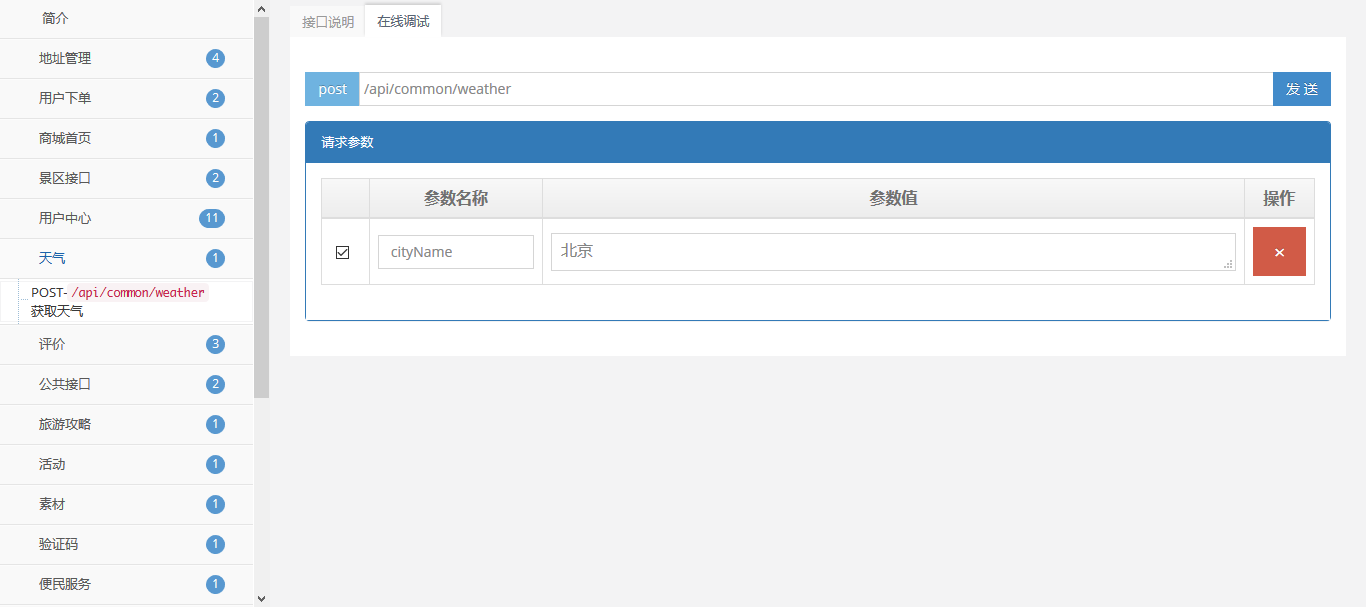 简介
地址管理 4
用户下单 2
商城首页 1
景区接口 2
用户中心 11
天气 1
POST-/api/common/weather
获取天气
评价 3
公共接口 2
旅游攻略 1
活动 1
素材 1
验证码 1
便民服务 1
接口说明 在线调试
post /api/common/weather 发 送
请求参数
参数名称 参数值 操作
cityName 北京 ×